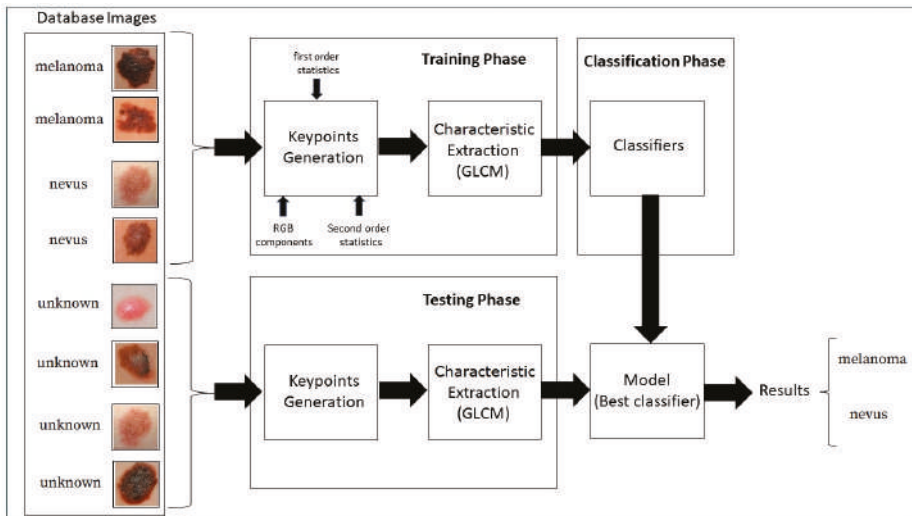 Database Images
melanoma
melanoma
nevus
nevus
unknown
unknown
unknown
unknown
Training Phase
first order
statistics
Keypoints
Generation
RGB
components
Second order
statistics
Characteristic
Extraction
(GLCM)
Classification Phase
Classifiers
Testing Phase
Keypoints
Generation
Characteristic
Extraction
(GLCM)
Model
(Best classifier)
Results
melanoma
nevus